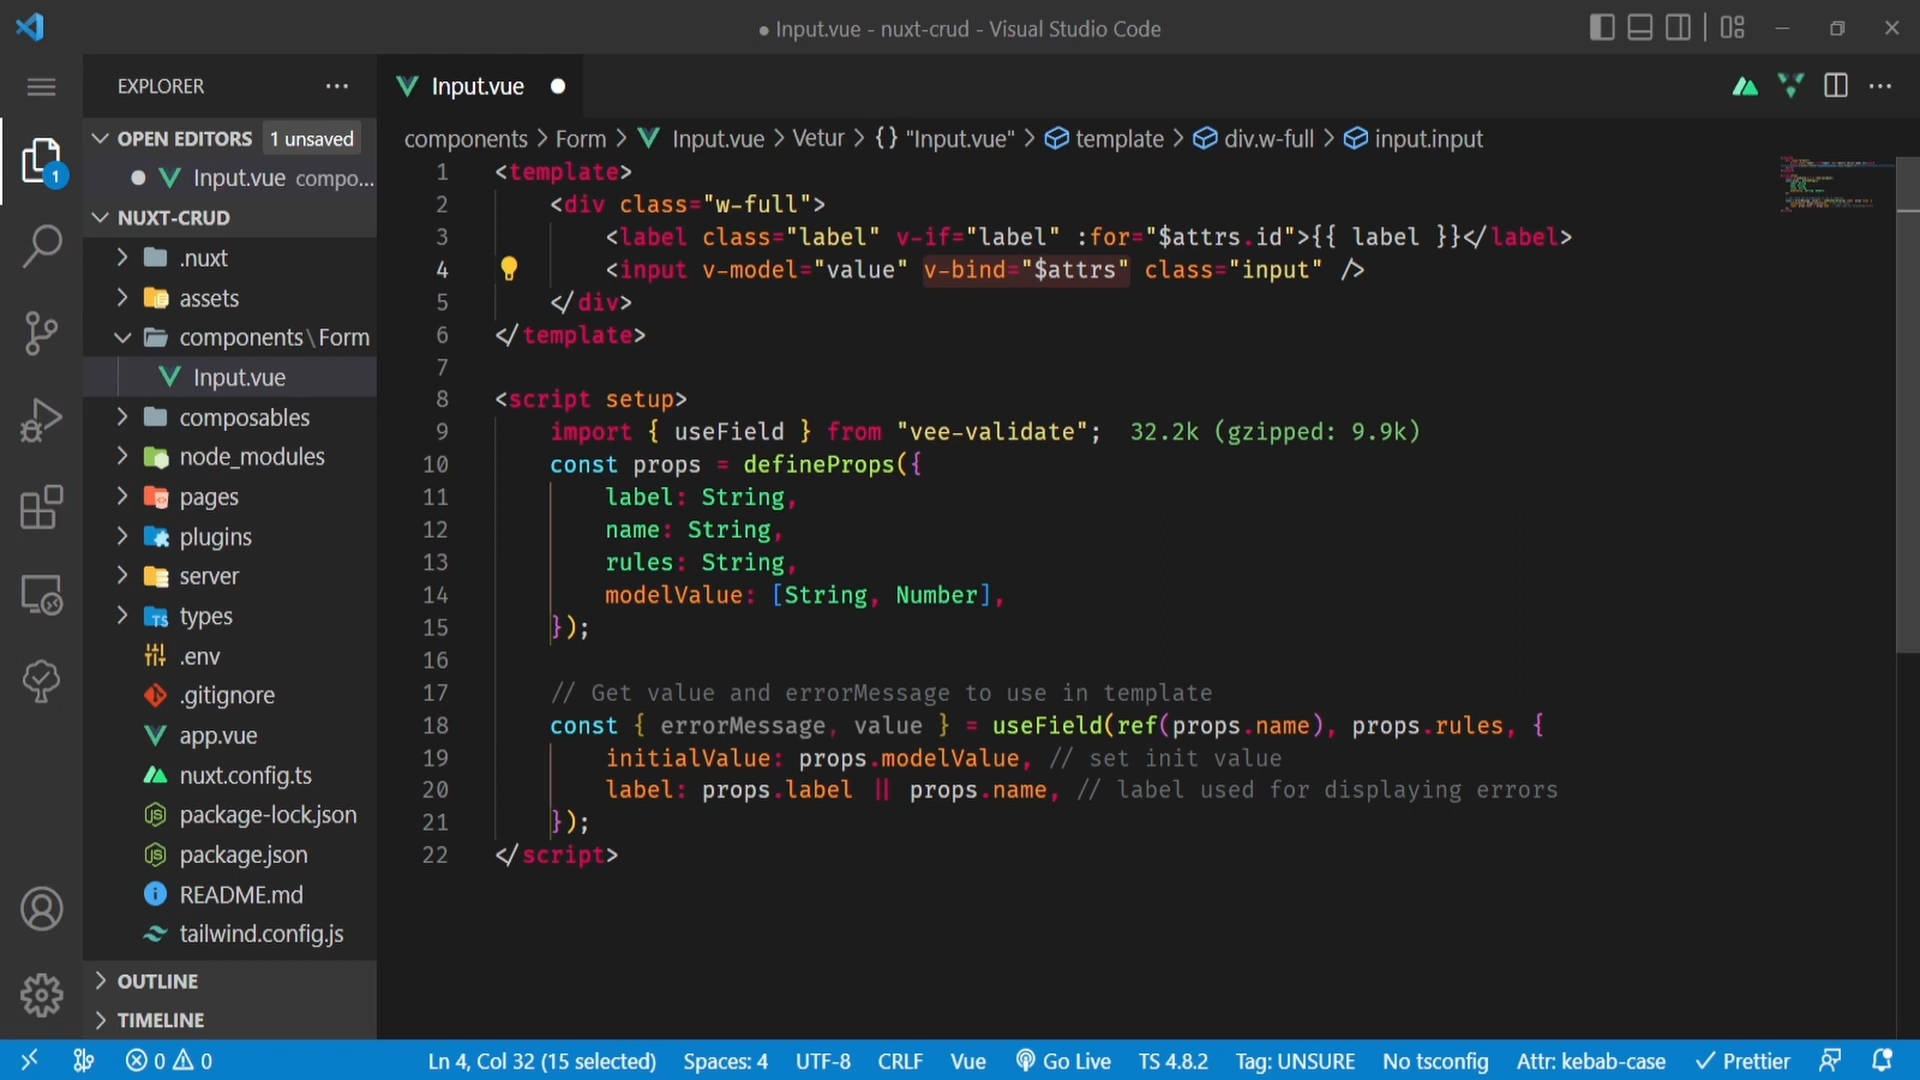 ● Input.vue - nuxt-crud - Visual Studio Code
EXPLORER
Input.vue
OPEN EDITORS 1 unsaved
Input.vue compo...
NUXT-CRUD
.nuxt
assets
components\Form
Input.vue
composables
node_modules
pages
plugins
server
types
.env
.gitignore
app.vue
nuxt.config.ts
package-lock.json
package.json
README.md
tailwind.config.js
OUTLINE
TIMELINE
components > Form > Input.vue > Vetur > {} "Input.vue" > template > div.w-full > input.input
1 <template>
2 <div class="w-full">
3 <label class="label" v-if="label" :for="$attrs.id">{{ label }}</label>
4 <input v-model="value" v-bind="$attrs" class="input" />
5 </div>
6 </template>
7
8 <script setup>
9 import { useField } from "vee-validate"; 32.2k (gzipped: 9.9k)
10 const props = defineProps({
11 label: String,
12 name: String,
13 rules: String,
14 modelValue: [String, Number],
15 });
16
17 // Get value and errorMessage to use in template
18 const { errorMessage, value } = useField(ref(props.name), props.rules, {
19 initialValue: props.modelValue, // set init value
20 label: props.label || props.name, // label used for displaying errors
21 });
22 </script>
1
0 0 Ln 4, Col 32 (15 selected) Spaces: 4 UTF-8 CRLF Vue Go Live TS 4.8.2 Tag: UNSURE No tsconfig Attr: kebab-case Prettier